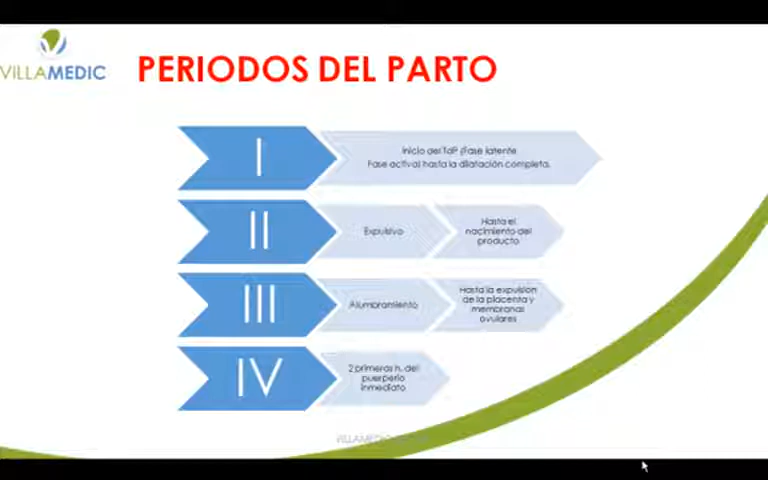 VILLAMEDIC
PERIODOS DEL PARTO
I
Inicio del TdP (Fase latente
Fase activa) hasta la dilatación completa.
II
Expulsivo
Hasta el
nacimiento del
producto
III
Alumbramiento
Hasta la expulsión
de la placenta y
membranas
ovulares
IV
2 primeras h. del
puerperio
inmediato
VILLAMEDIC